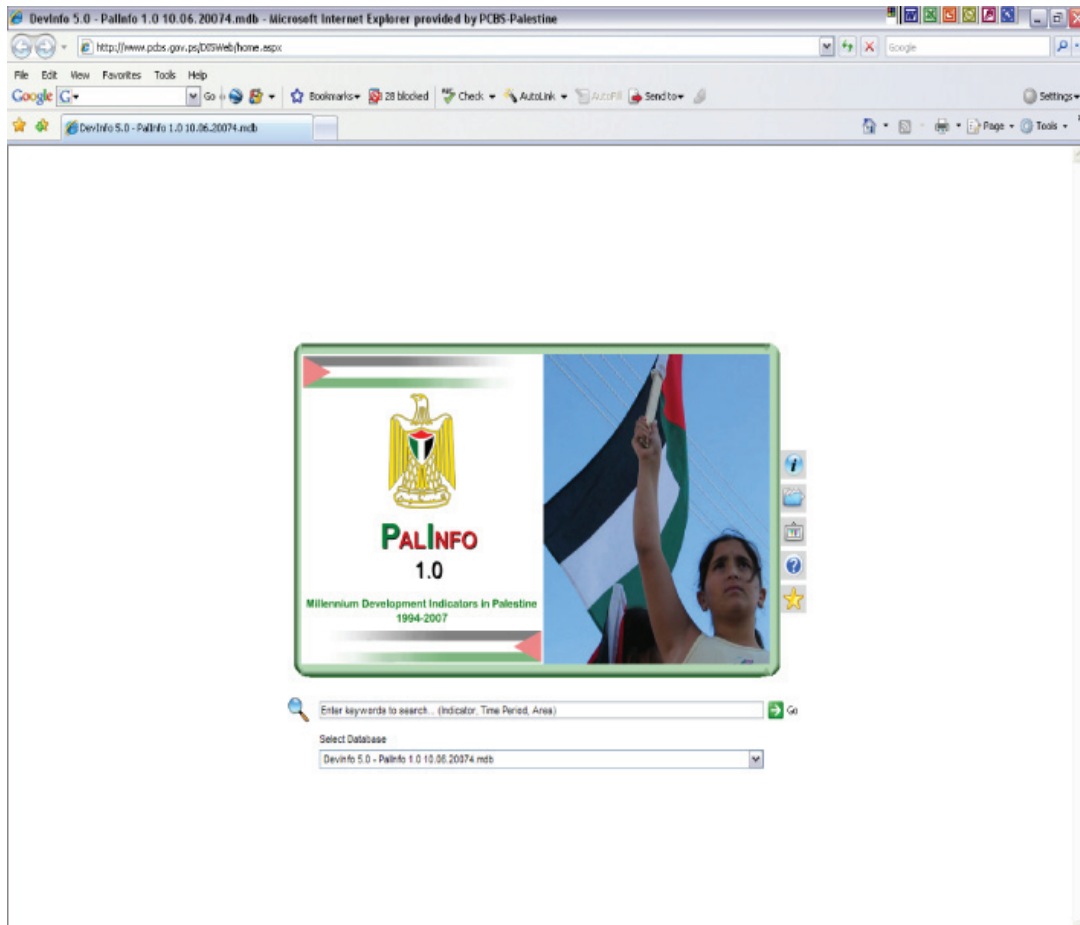 DevInfo 5.0 - PalInfo 1.0 10.06.20074.mdb - Microsoft Internet Explorer provided by PCBS-Palestine
http://www.pcbs.gov.ps/DISWeb/home.aspx
Google
File Edit View Favorites Tools Help
Google G Go Bookmarks 28 blocked Check AutoLink AutoFill Send to Settings
DevInfo 5.0 - PalInfo 1.0 10.06.20074.mdb
Page Tools
PALINFO
1.0
Millennium Development Indicators in Palestine
1994-2007
Enter keywords to search... (Indicator, Time Period, Area)
Go
Select Database
DevInfo 5.0 - PalInfo 1.0 10.06.20074.mdb